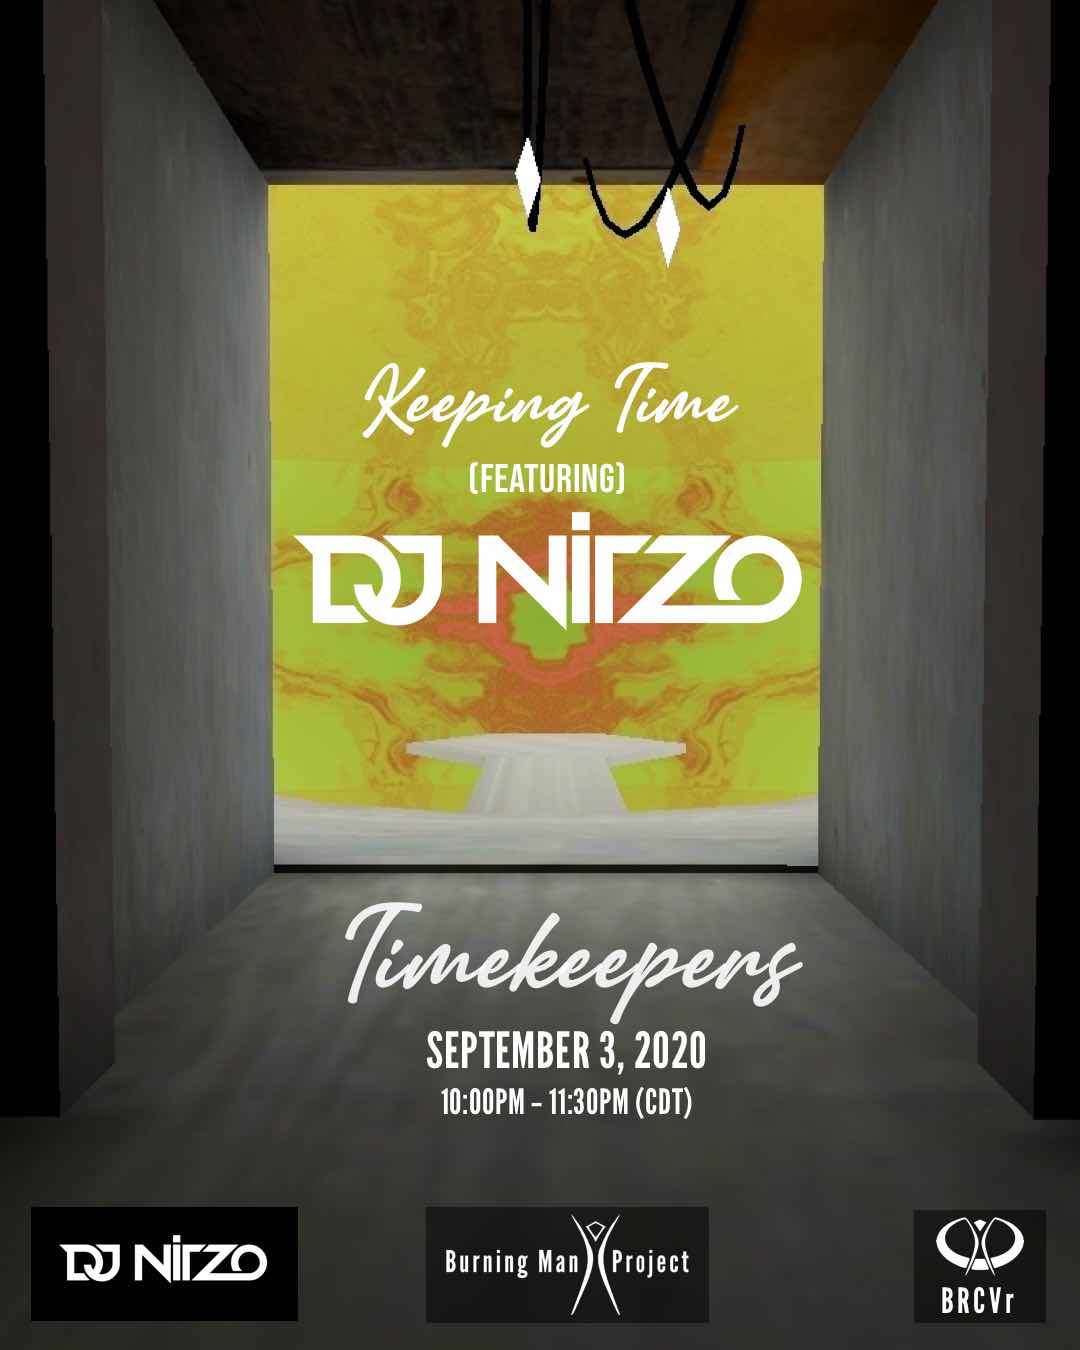 Keeping Time
(FEATURING)
DJ NiTZO
Timekeepers
SEPTEMBER 3, 2020
10:00PM – 11:30PM (CDT)
DJ NiTZO
Burning Man Project
BRCVr